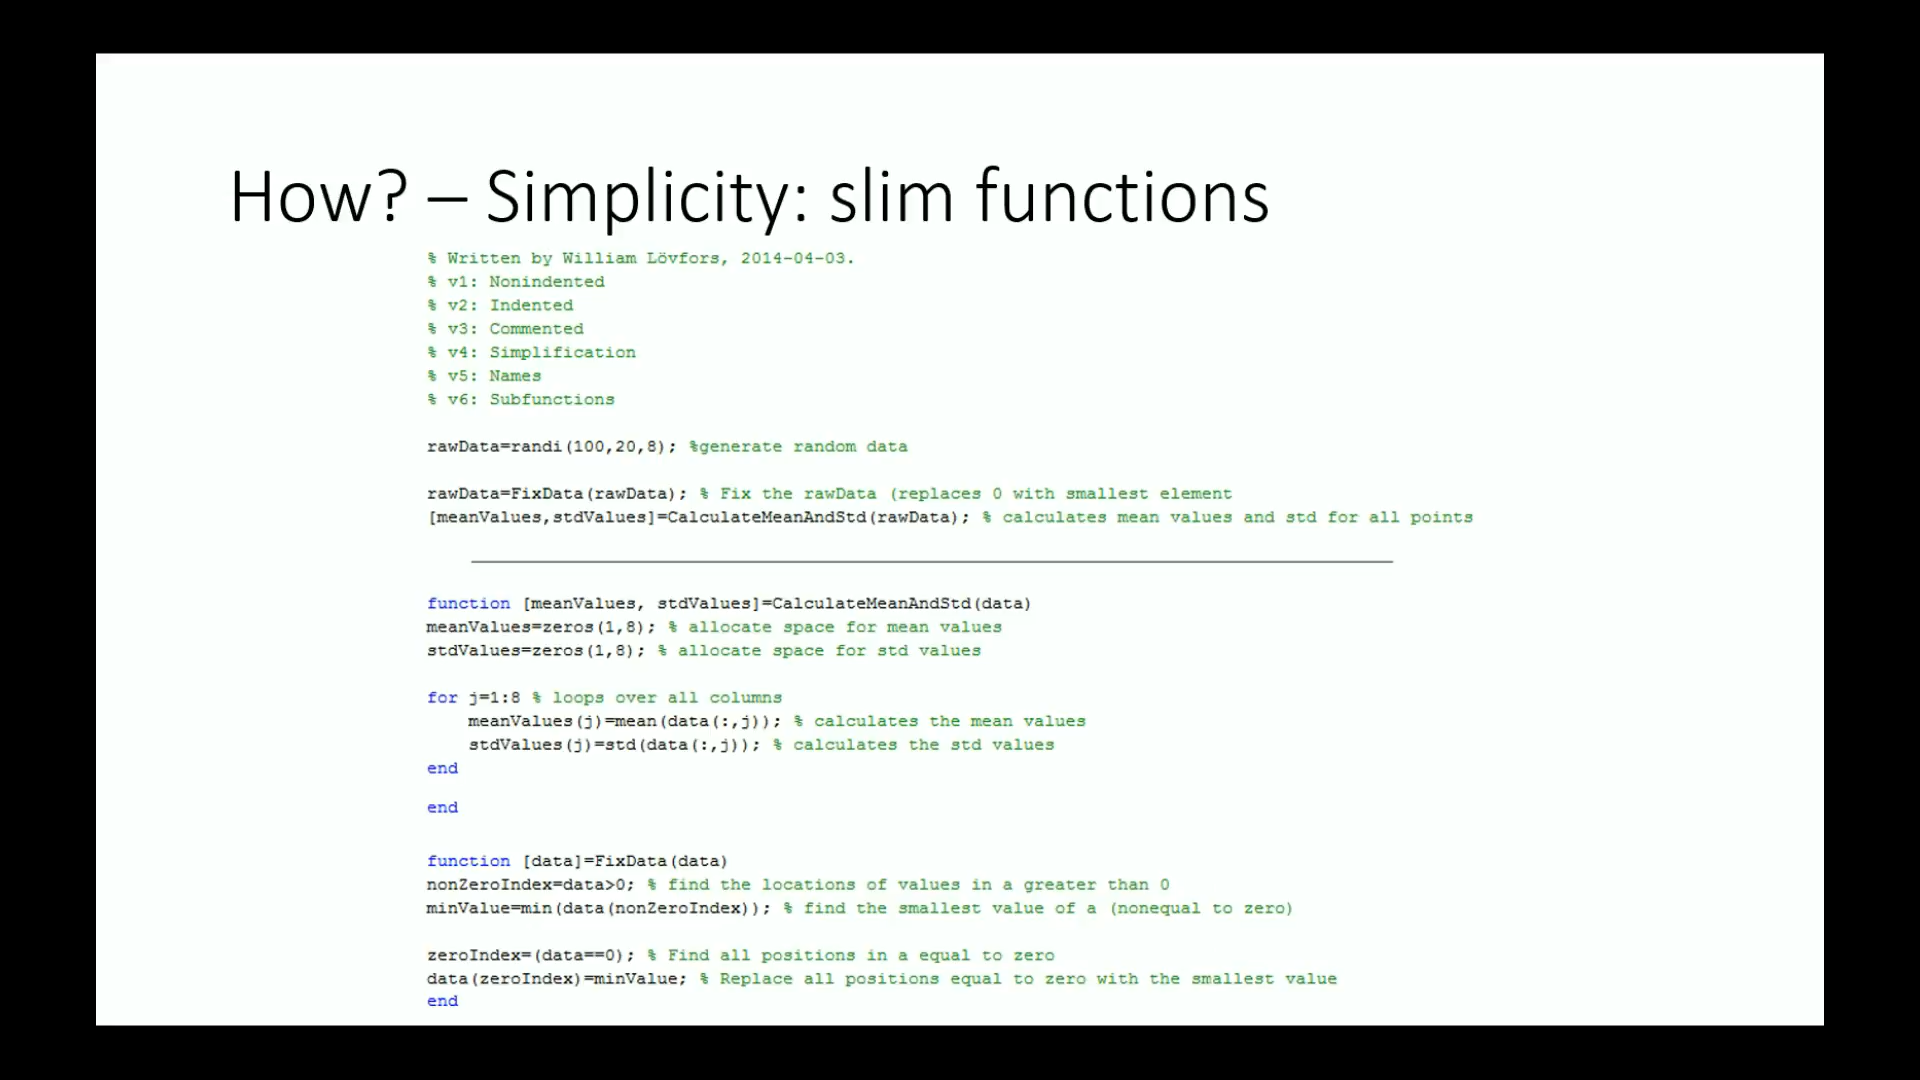 How? – Simplicity: slim functions
% Written by William Lövfors, 2014-04-03.
% v1: Nonindented
% v2: Indented
% v3: Commented
% v4: Simplification
% v5: Names
% v6: Subfunctions
rawData=randi(100,20,8); %generate random data
rawData=FixData(rawData); % Fix the rawData (replaces 0 with smallest element
[meanValues,stdValues]=CalculateMeanAndStd(rawData); % calculates mean values and std for all points
function [meanValues, stdValues]=CalculateMeanAndStd(data)
meanValues=zeros(1,8); % allocate space for mean values
stdValues=zeros(1,8); % allocate space for std values
for j=1:8 % loops over all columns
meanValues(j)=mean(data(:,j)); % calculates the mean values
stdValues(j)=std(data(:,j)); % calculates the std values
end
end
function [data]=FixData(data)
nonZeroIndex=data>0; % find the locations of values in a greater than 0
minValue=min(data(nonZeroIndex)); % find the smallest value of a (nonequal to zero)
zeroIndex=(data==0); % Find all positions in a equal to zero
data(zeroIndex)=minValue; % Replace all positions equal to zero with the smallest value
end